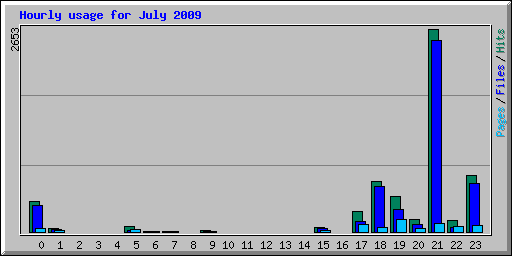 Hourly usage for July 2009
2653
Pages/Files/Hits
0 1 2 3 4 5 6 7 8 9 10 11 12 13 14 15 16 17 18 19 20 21 22 23